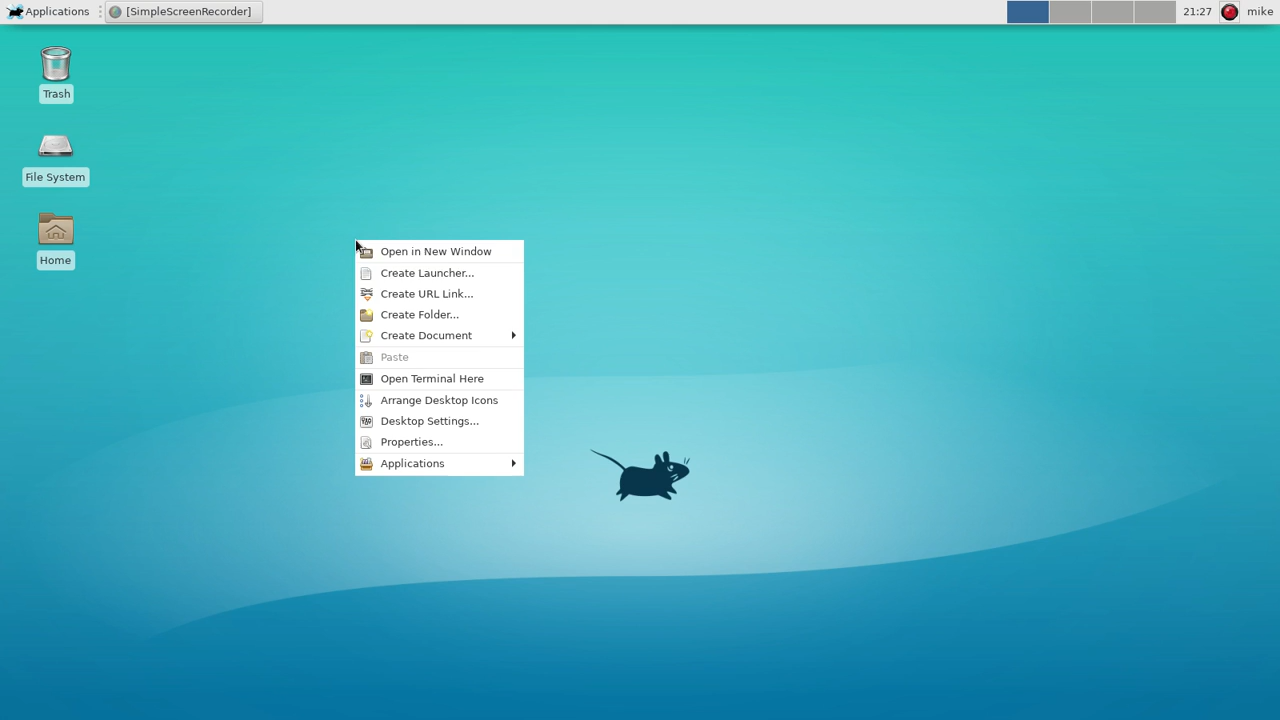 Applications
[SimpleScreenRecorder]
21:27
mike
Trash
File System
Home
Open in New Window
Create Launcher...
Create URL Link...
Create Folder...
Create Document
Paste
Open Terminal Here
Arrange Desktop Icons
Desktop Settings...
Properties...
Applications